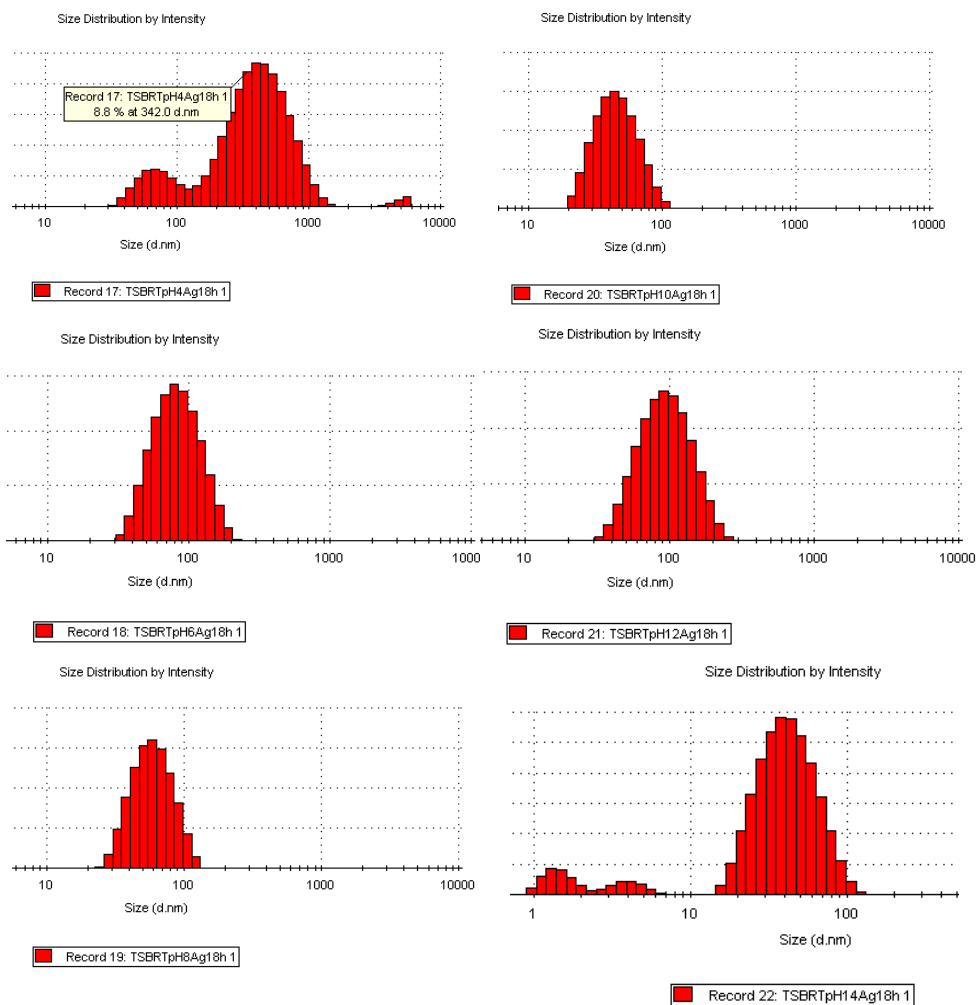 Size Distribution by Intensity
Record 17: TSBRTpH4Ag18h 1
8.8 % at 342.0 d.nm
10 100 1000 10000
Size (d.nm)
Record 17: TSBRTpH4Ag18h 1
Size Distribution by Intensity
10 100 1000 10000
Size (d.nm)
Record 20: TSBRTpH10Ag18h 1
Size Distribution by Intensity
10 100 1000 1000
Size (d.nm)
Record 18: TSBRTpH6Ag18h 1
Size Distribution by Intensity
10 100 1000 10000
Size (d.nm)
Record 21: TSBRTpH12Ag18h 1
Size Distribution by Intensity
10 100 1000 10000
Size (d.nm)
Record 19: TSBRTpH8Ag18h 1
Size Distribution by Intensity
1 10 100
Size (d.nm)
Record 22: TSBRTpH14Ag18h 1